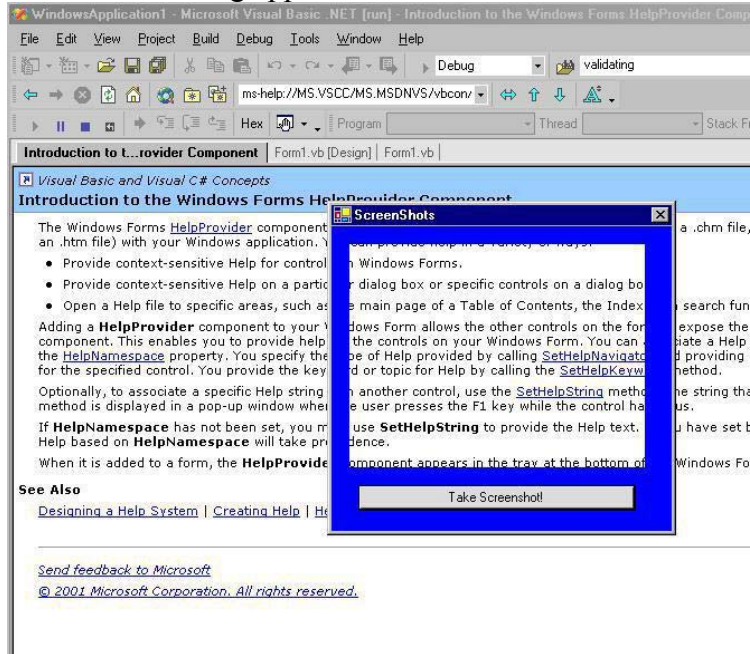 WindowsApplication1 - Microsoft Visual Basic .NET [run] - Introduction to the Windows Forms HelpProvider Comp
File Edit View Project Build Debug Tools Window Help
Debug validating
ms-help://MS.VSCC/MS.MSDNVS/vbcon/
Hex Program Thread Stack Fr
Introduction to t...rovider Component Form1.vb [Design] Form1.vb
Visual Basic and Visual C# Concepts
Introduction to the Windows Forms HelpProvider Component
ScreenShots
The Windows Forms HelpProvider component a .chm file,
an .htm file) with your Windows application.
• Provide context-sensitive Help for control n Windows Forms.
• Provide context-sensitive Help on a partic r dialog box or specific controls on a dialog bo
• Open a Help file to specific areas, such as e main page of a Table of Contents, the Index search fun
Adding a HelpProvider component to your dows Form allows the other controls on the for expose the
component. This enables you to provide help the controls on your Windows Form. You can iate a Help
the HelpNamespace property. You specify the pe of Help provided by calling SetHelpNavigato d providing
for the specified control. You provide the key rd or topic for Help by calling the SetHelpKeyw ethod.
Optionally, to associate a specific Help string another control, use the SetHelpString metho he string tha
method is displayed in a pop-up window whe e user presses the F1 key while the control ha us.
If HelpNamespace has not been set, you m use SetHelpString to provide the Help text. u have set b
Help based on HelpNamespace will take pr dence.
When it is added to a form, the HelpProvide omponent appears in the tray at the bottom of Windows Fo
Take Screenshot!
See Also
Designing a Help System | Creating Help | He
Send feedback to Microsoft
© 2001 Microsoft Corporation. All rights reserved.